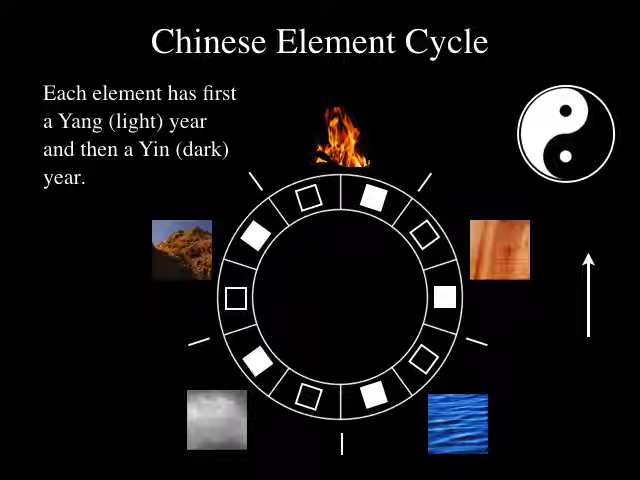 Chinese Element Cycle
Each element has first
a Yang (light) year
and then a Yin (dark)
year.